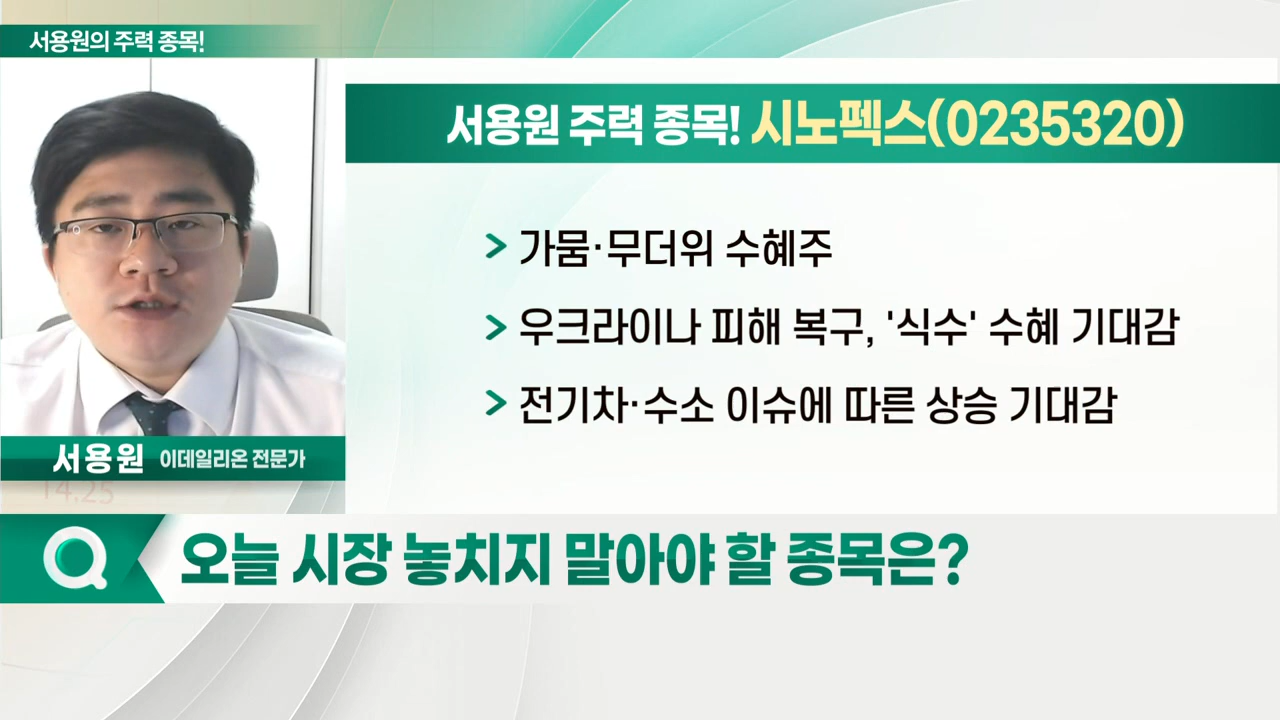 서용원의 주력 종목!
서용원 주력 종목! 시노펙스(0235320)
> 가뭄·무더위 수혜주
> 우크라이나 피해 복구, '식수' 수혜 기대감
> 전기차·수소 이슈에 따른 상승 기대감
서용원 이데일리온 전문가
14.25
오늘 시장 놓치지 말아야 할 종목은?